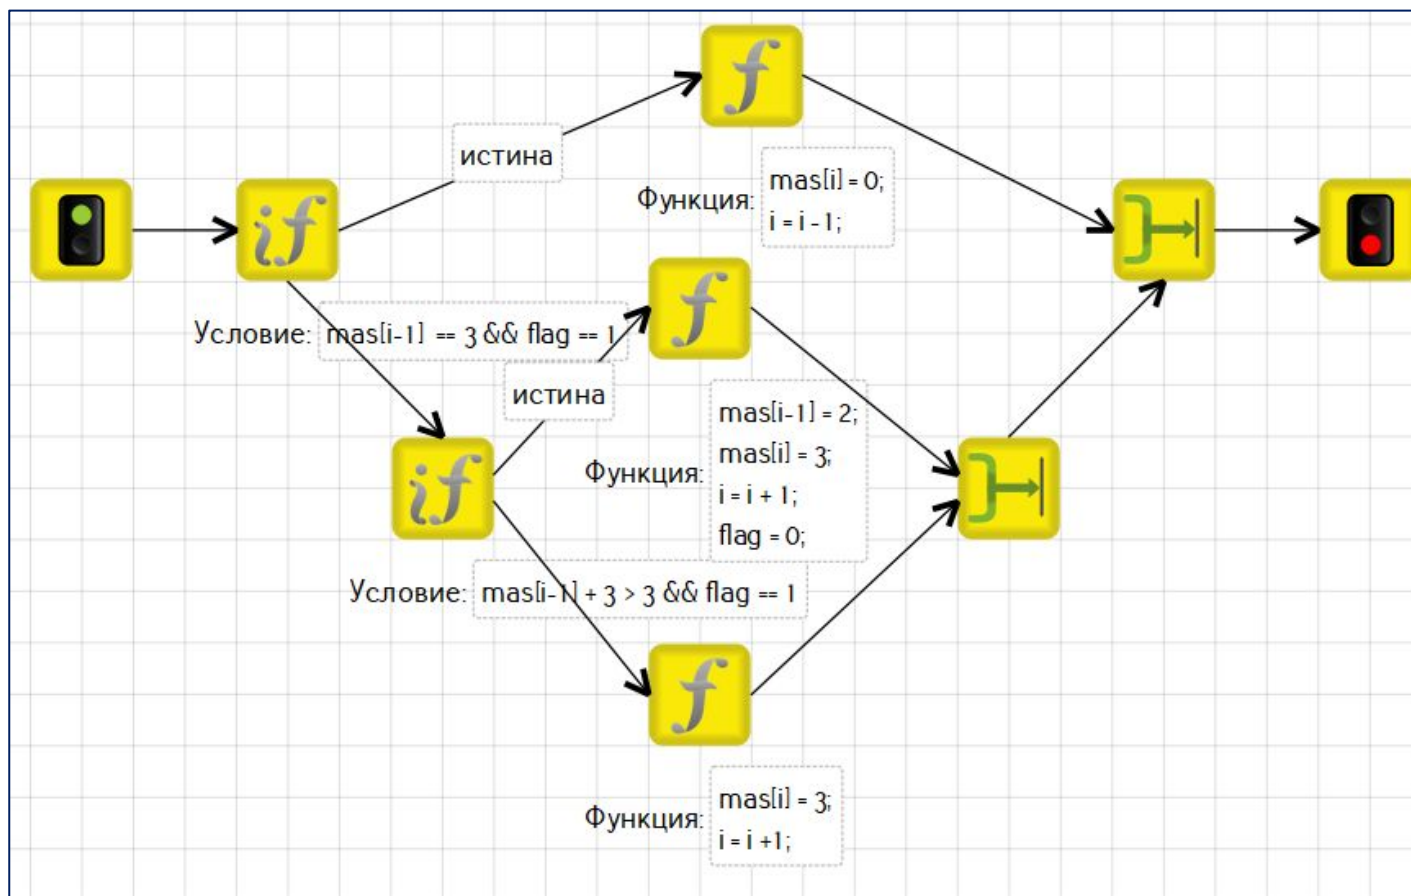 истина
Функция:
mas[i] = 0;
i = i - 1;
Условие: mas[i-1] == 3 && flag == 1
истина
Функция:
mas[i-1] = 2;
mas[i] = 3;
i = i + 1;
flag = 0;
Условие: mas[i-1] + 3 > 3 && flag == 1
Функция:
mas[i] = 3;
i = i +1;